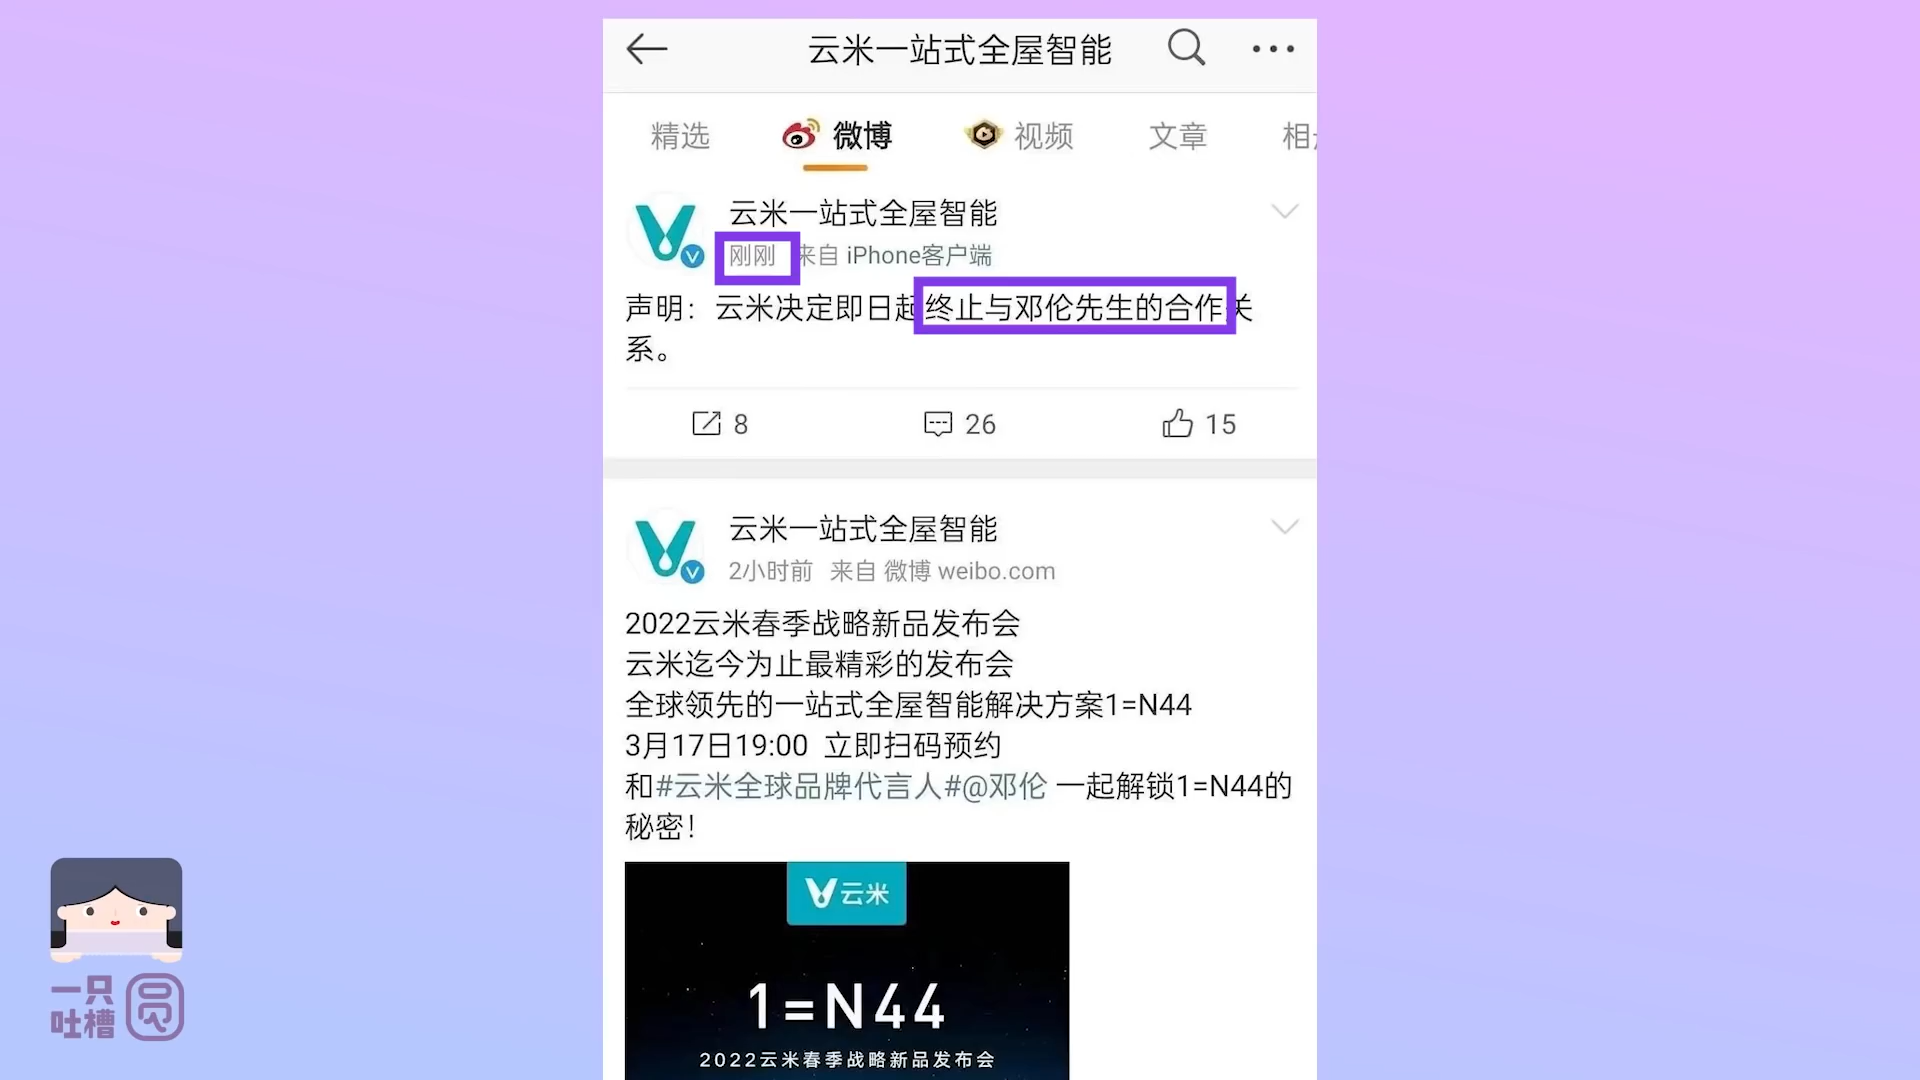 云米一站式全屋智能
精选 微博 视频 文章
云米一站式全屋智能
刚刚 来自 iPhone客户端
声明：云米决定即日起终止与邓伦先生的合作关
系。
8 26 15
云米一站式全屋智能
2小时前 来自 微博 weibo.com
2022云米春季战略新品发布会
云米迄今为止最精彩的发布会
全球领先的一站式全屋智能解决方案1=N44
3月17日19:00 立即扫码预约
和#云米全球品牌代言人#@邓伦 一起解锁1=N44的
秘密！
云米
1=N44
2022云米春季战略新品发布会
一只
吐槽
圆